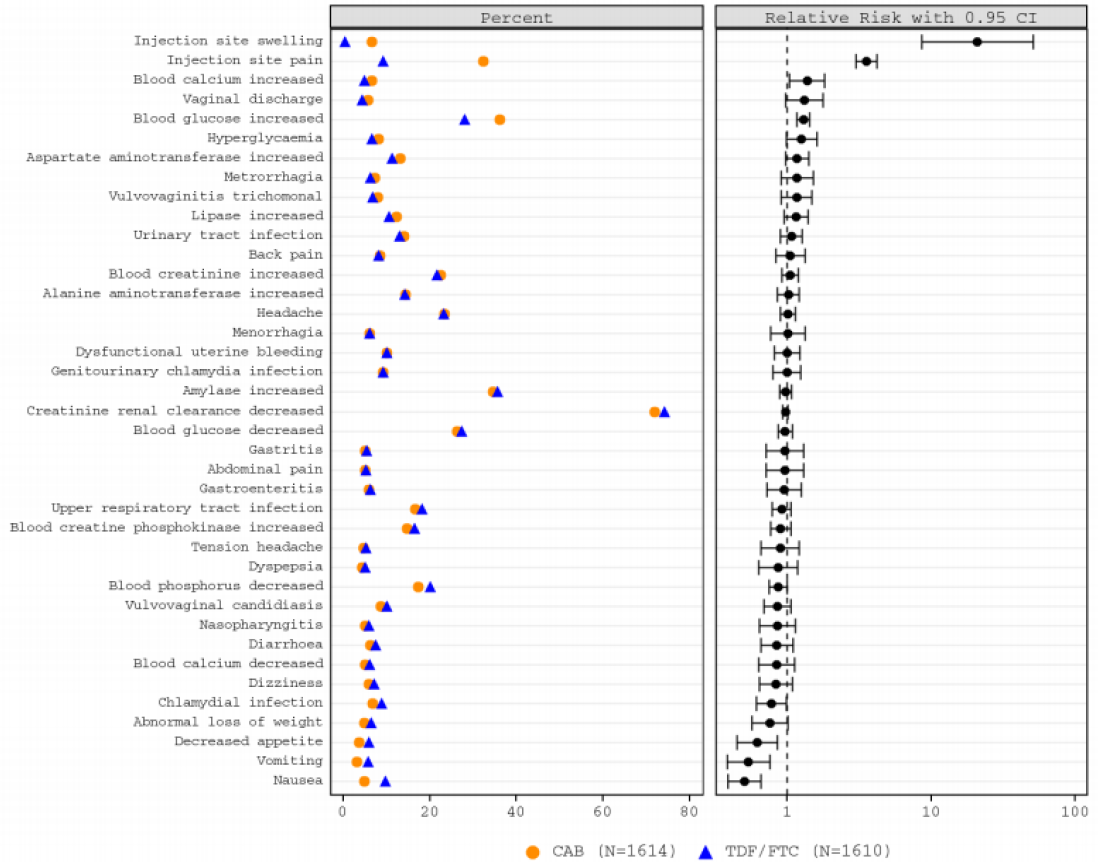 Percent Relative Risk with 0.95 CI
Injection site swelling
Injection site pain
Blood calcium increased
Vaginal discharge
Blood glucose increased
Hyperglycaemia
Aspartate aminotransferase increased
Metrorrhagia
Vulvovaginitis trichomonal
Lipase increased
Urinary tract infection
Back pain
Blood creatinine increased
Alanine aminotransferase increased
Headache
Menorrhagia
Dysfunctional uterine bleeding
Genitourinary chlamydia infection
Amylase increased
Creatinine renal clearance decreased
Blood glucose decreased
Gastritis
Abdominal pain
Gastroenteritis
Upper respiratory tract infection
Blood creatine phosphokinase increased
Tension headache
Dyspepsia
Blood phosphorus decreased
Vulvovaginal candidiasis
Nasopharyngitis
Diarrhoea
Blood calcium decreased
Dizziness
Chlamydial infection
Abnormal loss of weight
Decreased appetite
Vomiting
Nausea
0 20 40 60 80 1 10 100
CAB (N=1614) TDF/FTC (N=1610)